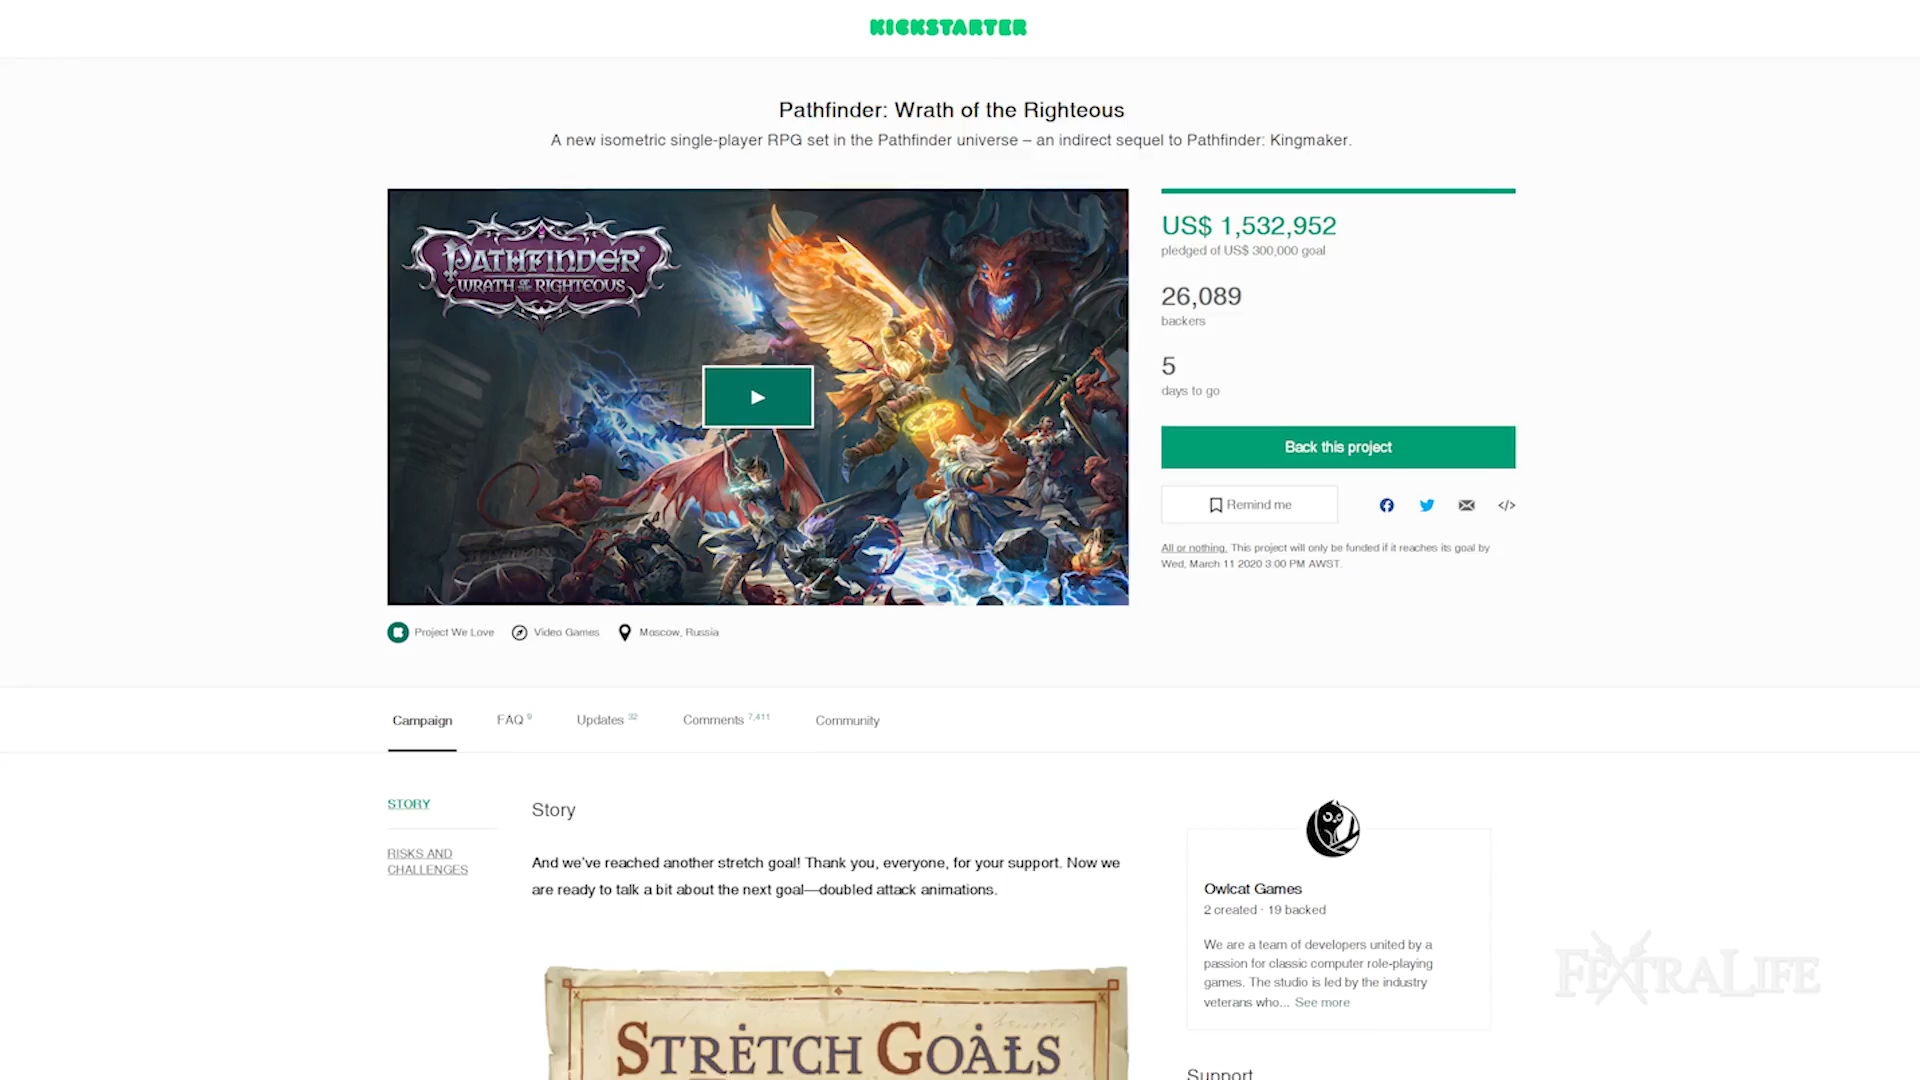 KICKSTARTER
Pathfinder: Wrath of the Righteous
A new isometric single-player RPG set in the Pathfinder universe – an indirect sequel to Pathfinder: Kingmaker.
PATHFINDER
WRATH OF THE RIGHTEOUS
US$ 1,532,952
pledged of US$ 300,000 goal
26,089
backers
5
days to go
Back this project
Remind me
All or nothing. This project will only be funded if it reaches its goal by
Wed, March 11 2020 3:00 PM AWST.
Project We Love
Video Games
Moscow, Russia
Campaign
FAQ 9
Updates 32
Comments 7,411
Community
STORY
RISKS AND
CHALLENGES
Story
And we've reached another stretch goal! Thank you, everyone, for your support. Now we
are ready to talk a bit about the next goal—doubled attack animations.
STRETCH GOALS
Owlcat Games
2 created · 19 backed
We are a team of developers united by a
passion for classic computer role-playing
games. The studio is led by the industry
veterans who... See more
Support
FEXTRALIFE